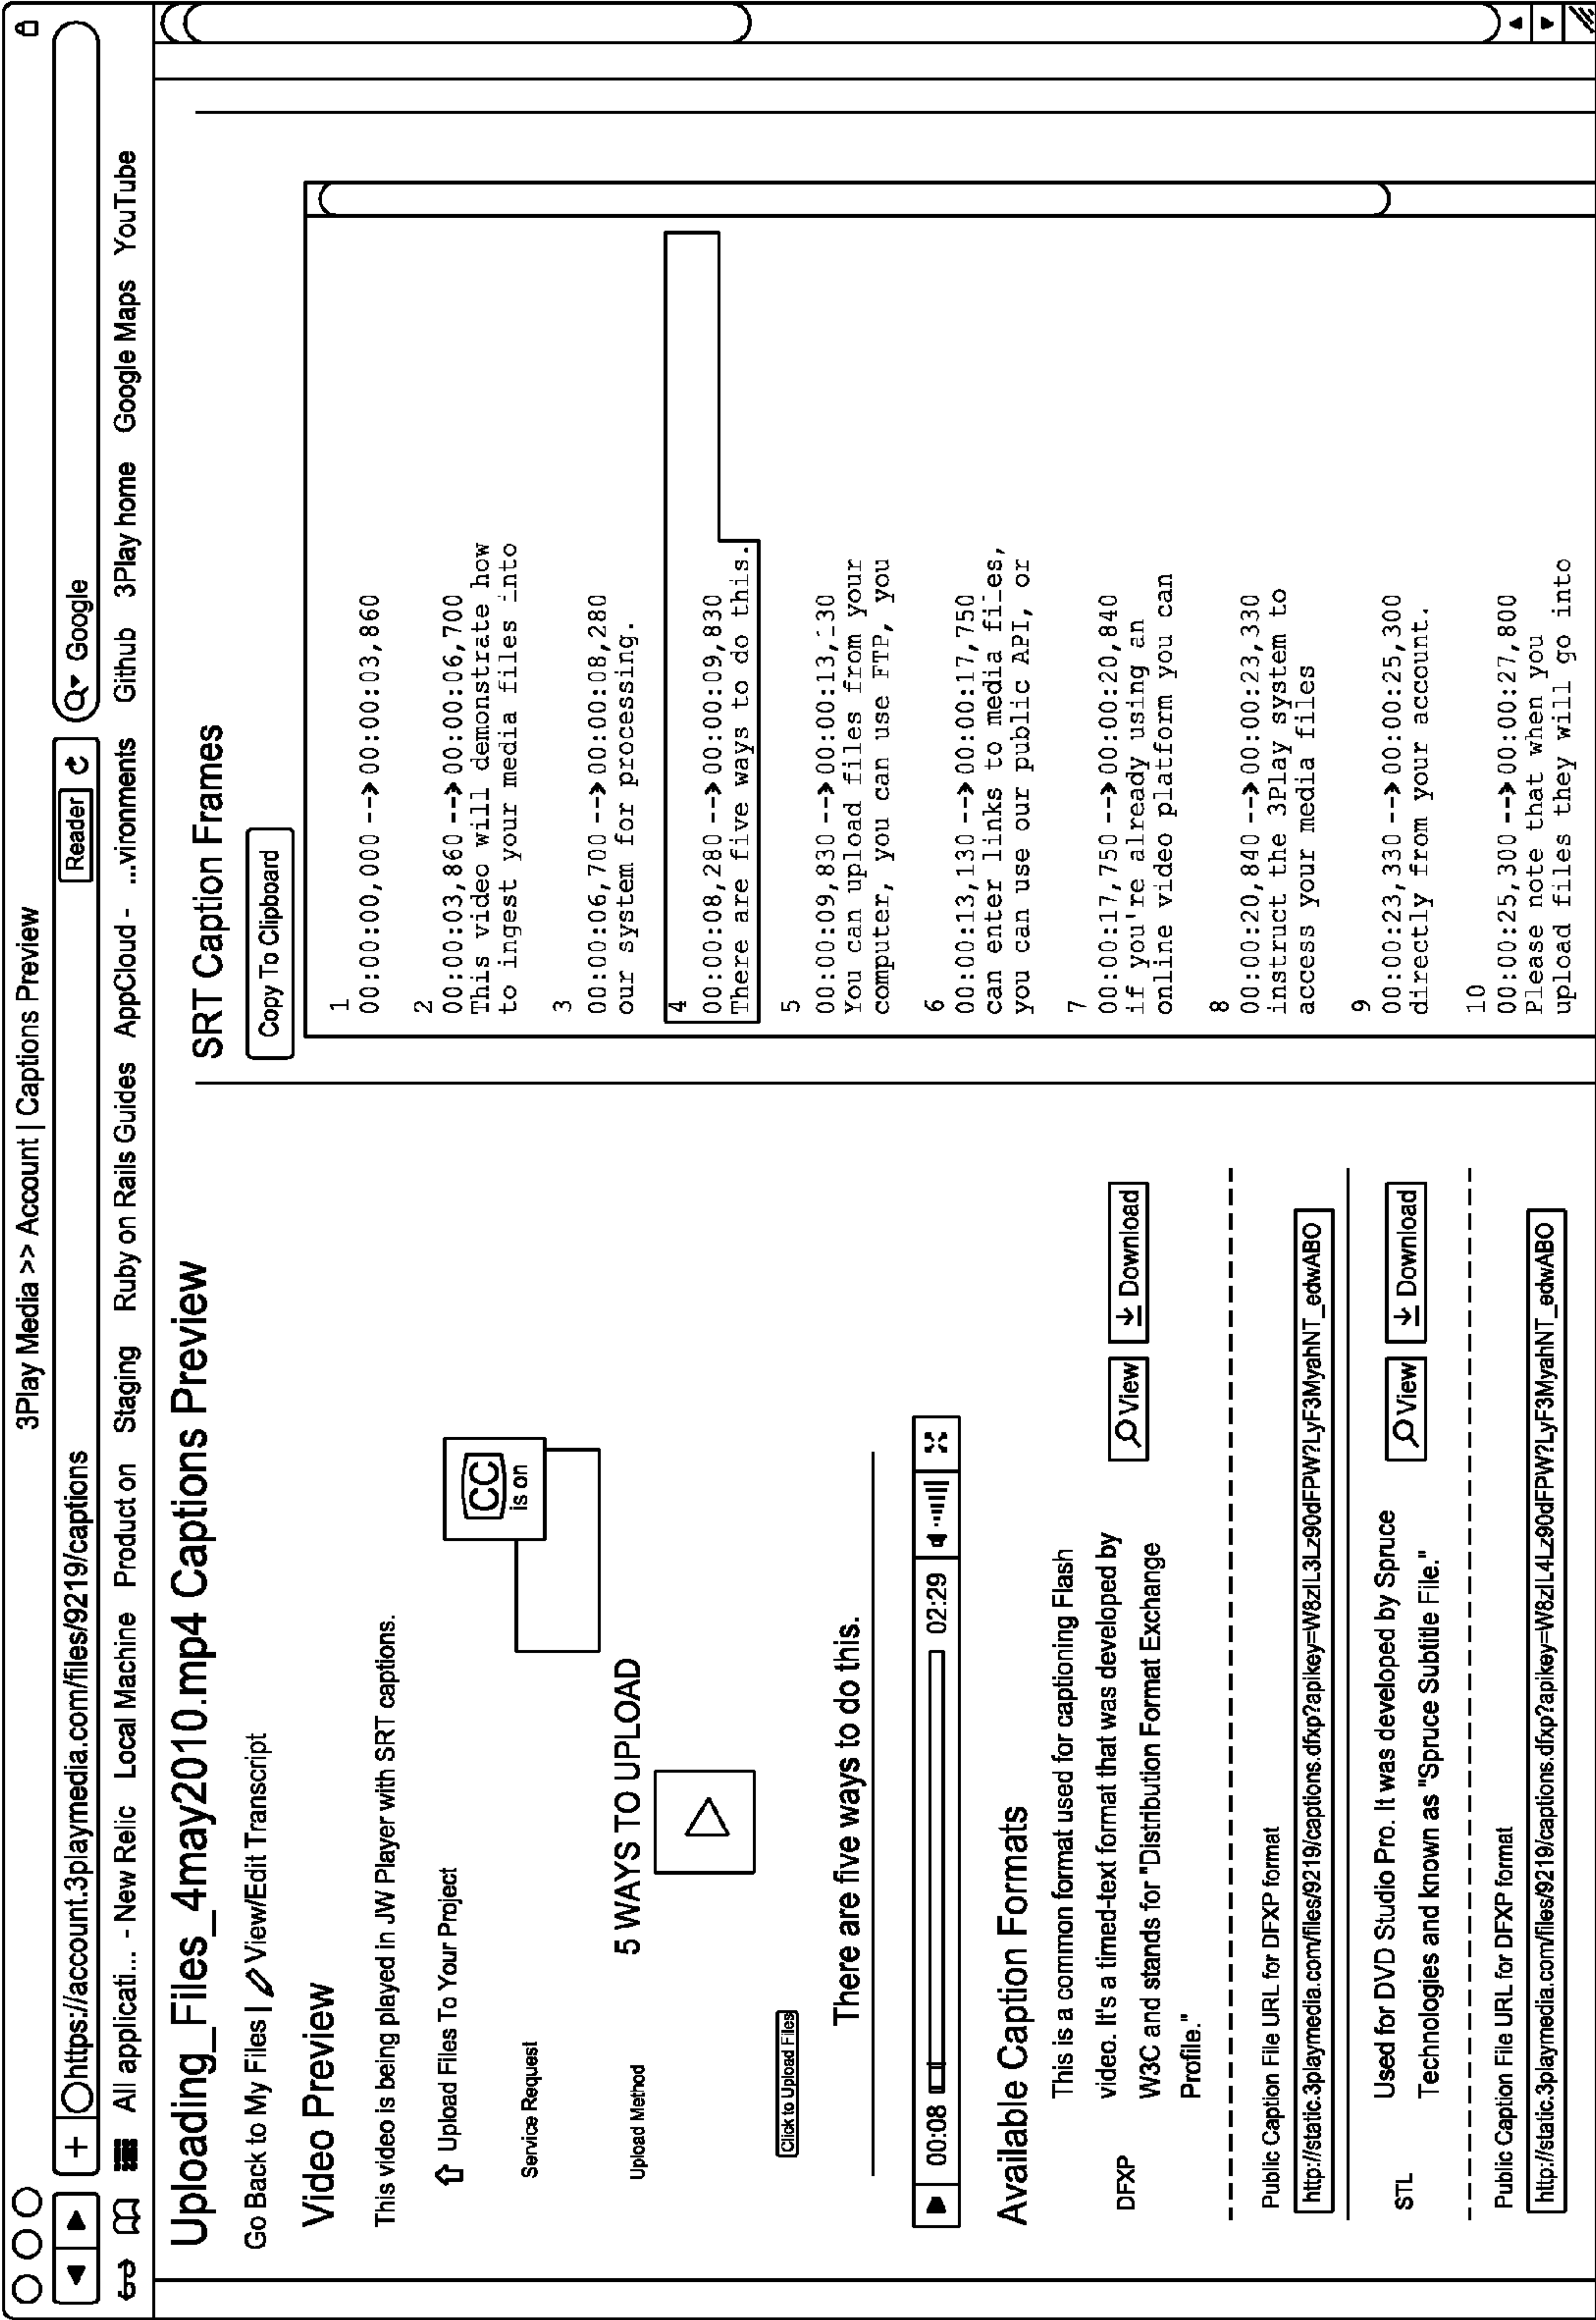 3Play Media >> Account | Captions Preview
https://account.3playmedia.com/files/9219/captions
Reader
Google
All applicati... - New Relic Local Machine Product on Staging Ruby on Rails Guides AppCloud - ...vironments Github 3Play home Google Maps YouTube
Uploading_Files_4may2010.mp4 Captions Preview
Go Back to My Files | View/Edit Transcript
Video Preview
This video is being played in JW Player with SRT captions.
Upload Files To Your Project
CC
is on
Service Request
5 WAYS TO UPLOAD
Upload Method
Click to Upload Files
There are five ways to do this.
00:08 02:29
Available Caption Formats
DFXP
This is a common format used for captioning Flash
video. It's a timed-text format that was developed by
W3C and stands for "Distribution Format Exchange
Profile."
View Download
Public Caption File URL for DFXP format
http://static.3playmedia.com/files/9219/captions.dfxp?apikey=W8zIL3Lz90dFPW?LyF3MyahNT_edwABO
STL
Used for DVD Studio Pro. It was developed by Spruce
Technologies and known as "Spruce Subtitle File."
View Download
Public Caption File URL for DFXP format
http://static.3playmedia.com/files/9219/captions.dfxp?apikey=W8zIL4Lz90dFPW?LyF3MyahNT_edwABO
SRT Caption Frames
Copy To Clipboard
1
00:00:00,000 --> 00:00:03,860
2
00:00:03,860 --> 00:00:06,700
This video will demonstrate how
to ingest your media files into
3
00:00:06,700 --> 00:00:08,280
our system for processing.
4
00:00:08,280 --> 00:00:09,830
There are five ways to do this.
5
00:00:09,830 --> 00:00:13,130
You can upload files from your
computer, you can use FTP, you
6
00:00:13,130 --> 00:00:17,750
can enter links to media files,
you can use our public API, or
7
00:00:17,750 --> 00:00:20,840
if you're already using an
online video platform you can
8
00:00:20,840 --> 00:00:23,330
instruct the 3Play system to
access your media files
9
00:00:23,330 --> 00:00:25,300
directly from your account.
10
00:00:25,300 --> 00:00:27,800
Please note that when you
upload files they will go into